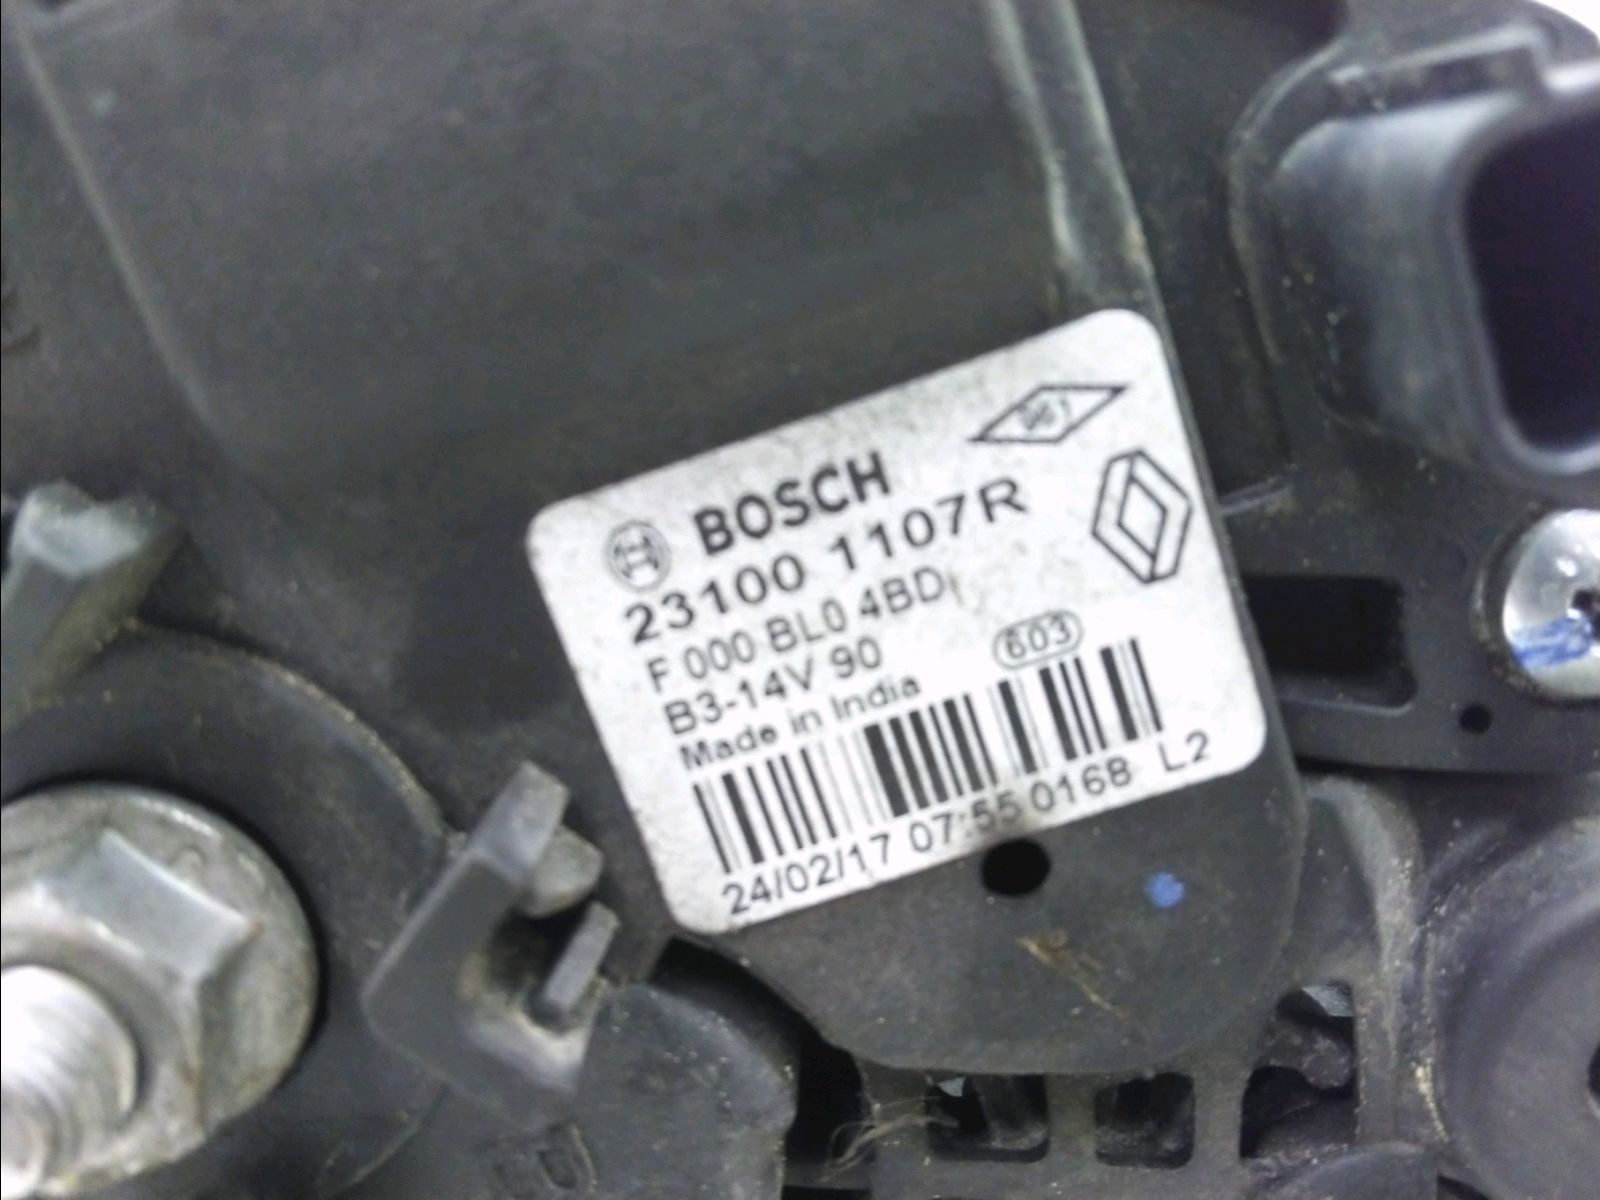 961
BOSCH
23100 1107R
F 000 BL0 4BD
B3-14V 90
603
Made in India
24/02/17 07:55 0168 L2